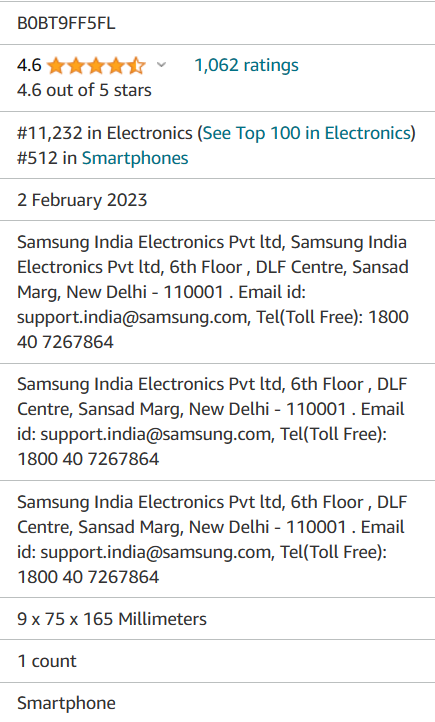 B0BT9FF5FL
4.6 1,062 ratings
4.6 out of 5 stars
#11,232 in Electronics (See Top 100 in Electronics)
#512 in Smartphones
2 February 2023
Samsung India Electronics Pvt ltd, Samsung India
Electronics Pvt ltd, 6th Floor , DLF Centre, Sansad
Marg, New Delhi - 110001 . Email id:
support.india@samsung.com, Tel(Toll Free): 1800
40 7267864
Samsung India Electronics Pvt ltd, 6th Floor , DLF
Centre, Sansad Marg, New Delhi - 110001 . Email
id: support.india@samsung.com, Tel(Toll Free):
1800 40 7267864
Samsung India Electronics Pvt ltd, 6th Floor , DLF
Centre, Sansad Marg, New Delhi - 110001 . Email
id: support.india@samsung.com, Tel(Toll Free):
1800 40 7267864
9 x 75 x 165 Millimeters
1 count
Smartphone